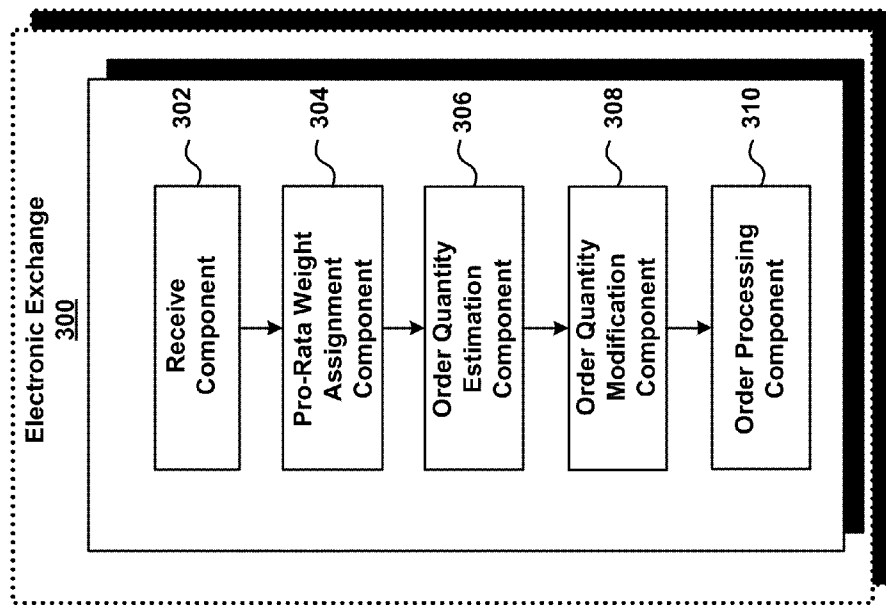 Electronic Exchange
300
Receive
Component
302
Pro-Rata Weight
Assignment
Component
304
Order Quantity
Estimation
Component
306
Order Quantity
Modification
Component
308
Order Processing
Component
310